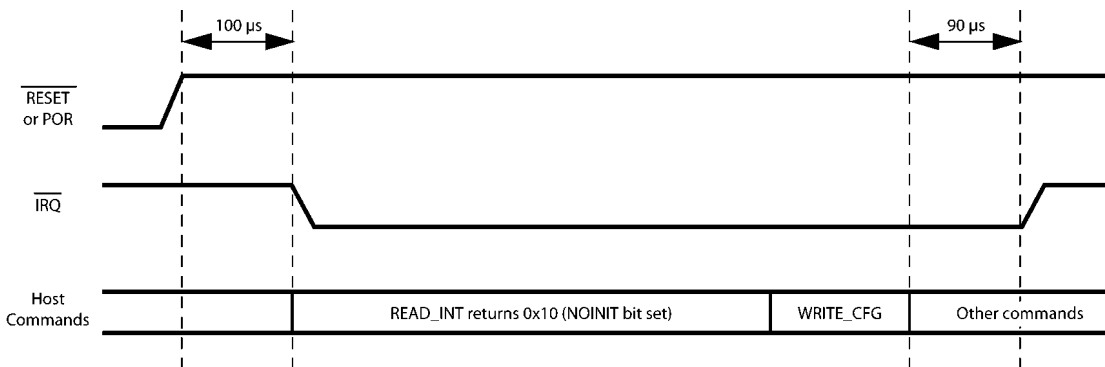 100 µs
90 µs
RESET
or POR
IRQ
Host
Commands
READ_INT returns 0x10 (NOINIT bit set)
WRITE_CFG
Other commands